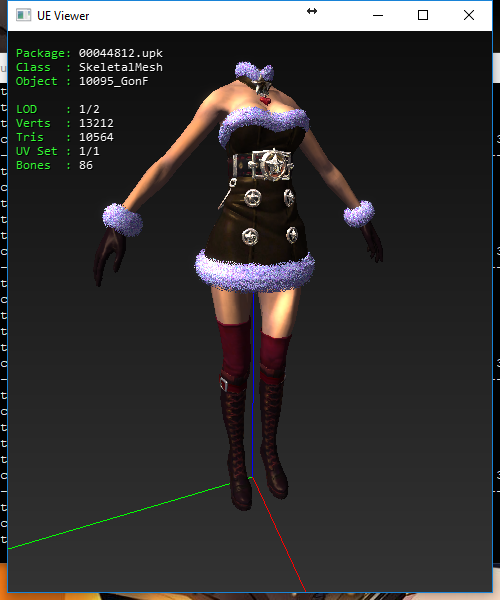 UE Viewer
Package: 00044812.upk
Class : SkeletalMesh
Object : 10095_GonF
LOD : 1/2
Verts : 13212
Tris : 10564
UV Set : 1/1
Bones : 86